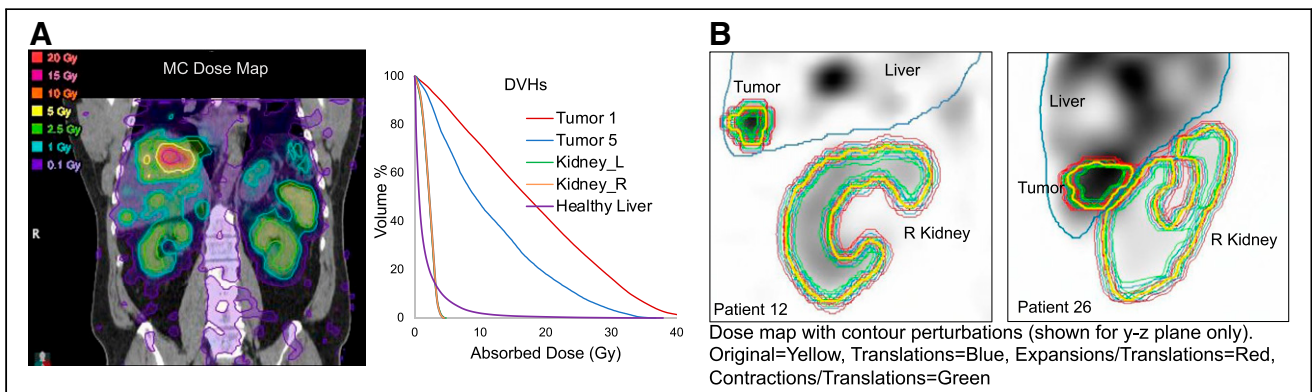 A
20 Gy
15 Gy
10 Gy
5 Gy
2.5 Gy
1 Gy
0.1 Gy
MC Dose Map
R
DVHs
Tumor 1
Tumor 5
Kidney_L
Kidney_R
Healthy Liver
Volume %
100
80
60
40
20
0
0 10 20 30 40
Absorbed Dose (Gy)
B
Tumor
Liver
R Kidney
Patient 12
Liver
Tumor
R Kidney
Patient 26
Dose map with contour perturbations (shown for y-z plane only).
Original=Yellow, Translations=Blue, Expansions/Translations=Red,
Contractions/Translations=Green